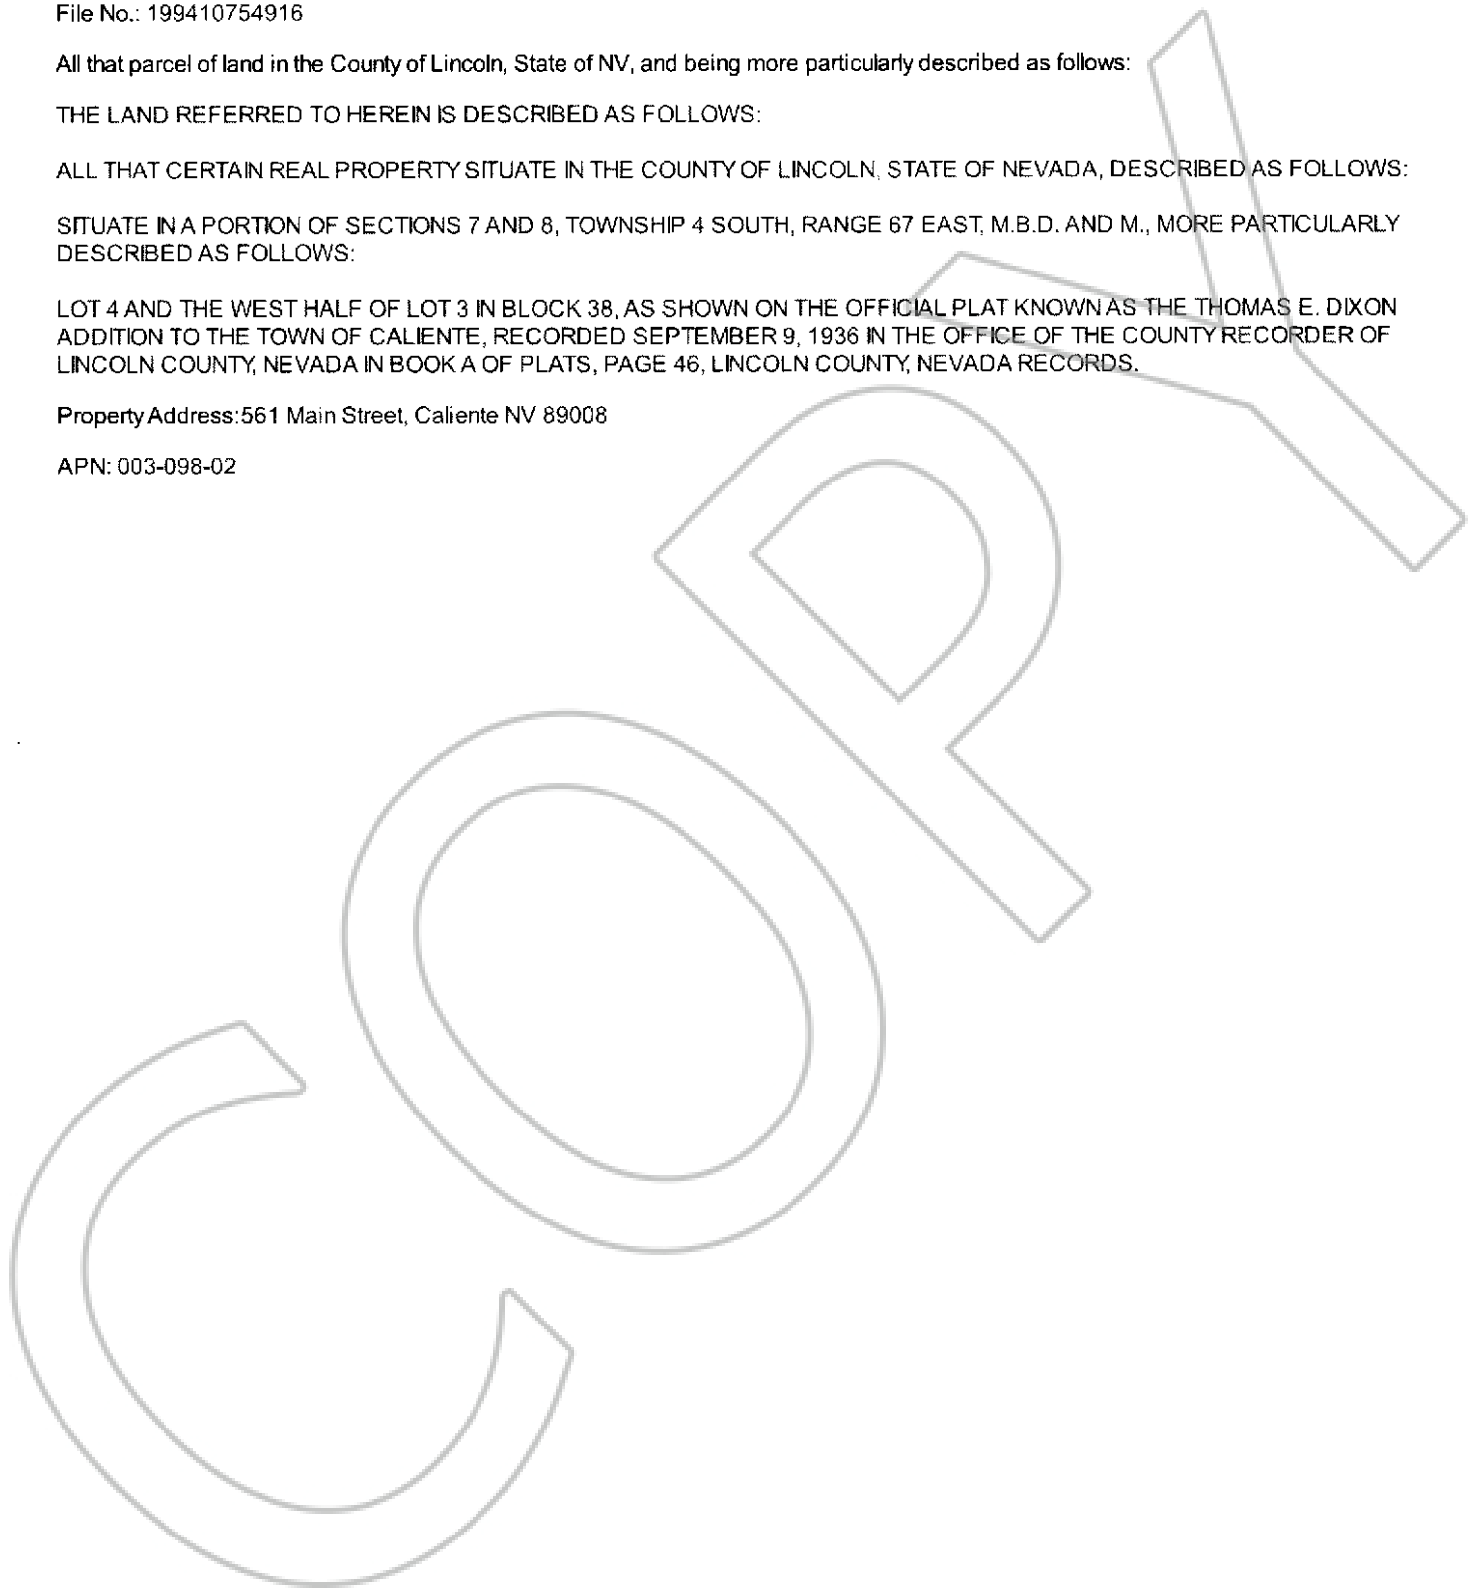 File No.: 199410754916
All that parcel of land in the County of Lincoln, State of NV, and being more particularly described as follows:
THE LAND REFERRED TO HEREIN IS DESCRIBED AS FOLLOWS:
ALL THAT CERTAIN REAL PROPERTY SITUATE IN THE COUNTY OF LINCOLN, STATE OF NEVADA, DESCRIBED AS FOLLOWS:
SITUATE IN A PORTION OF SECTIONS 7 AND 8, TOWNSHIP 4 SOUTH, RANGE 67 EAST, M.B.D. AND M., MORE PARTICULARLY
DESCRIBED AS FOLLOWS:
LOT 4 AND THE WEST HALF OF LOT 3 IN BLOCK 38, AS SHOWN ON THE OFFICIAL PLAT KNOWN AS THE THOMAS E. DIXON
ADDITION TO THE TOWN OF CALIENTE, RECORDED SEPTEMBER 9, 1936 IN THE OFFICE OF THE COUNTY RECORDER OF
LINCOLN COUNTY, NEVADA IN BOOK A OF PLATS, PAGE 46, LINCOLN COUNTY, NEVADA RECORDS.
Property Address:561 Main Street, Caliente NV 89008
APN: 003-098-02
COPY